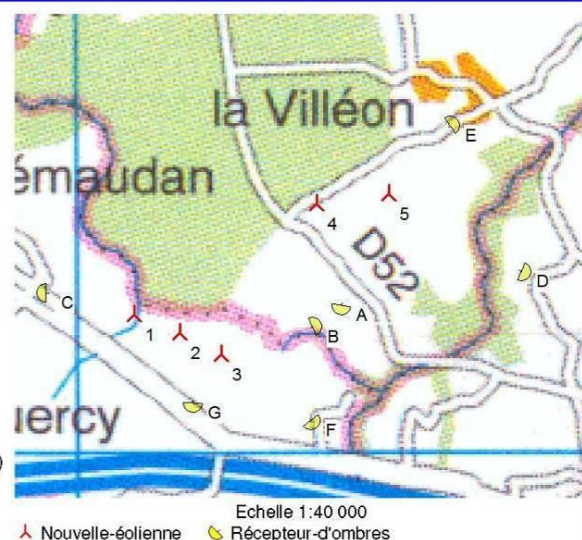 la Villéon
E
émaudan
4
5
D52
D
C
A
1
B
2
3
G
uercy
F
Echelle 1:40 000
Nouvelle-éolienne Récepteur-d'ombres